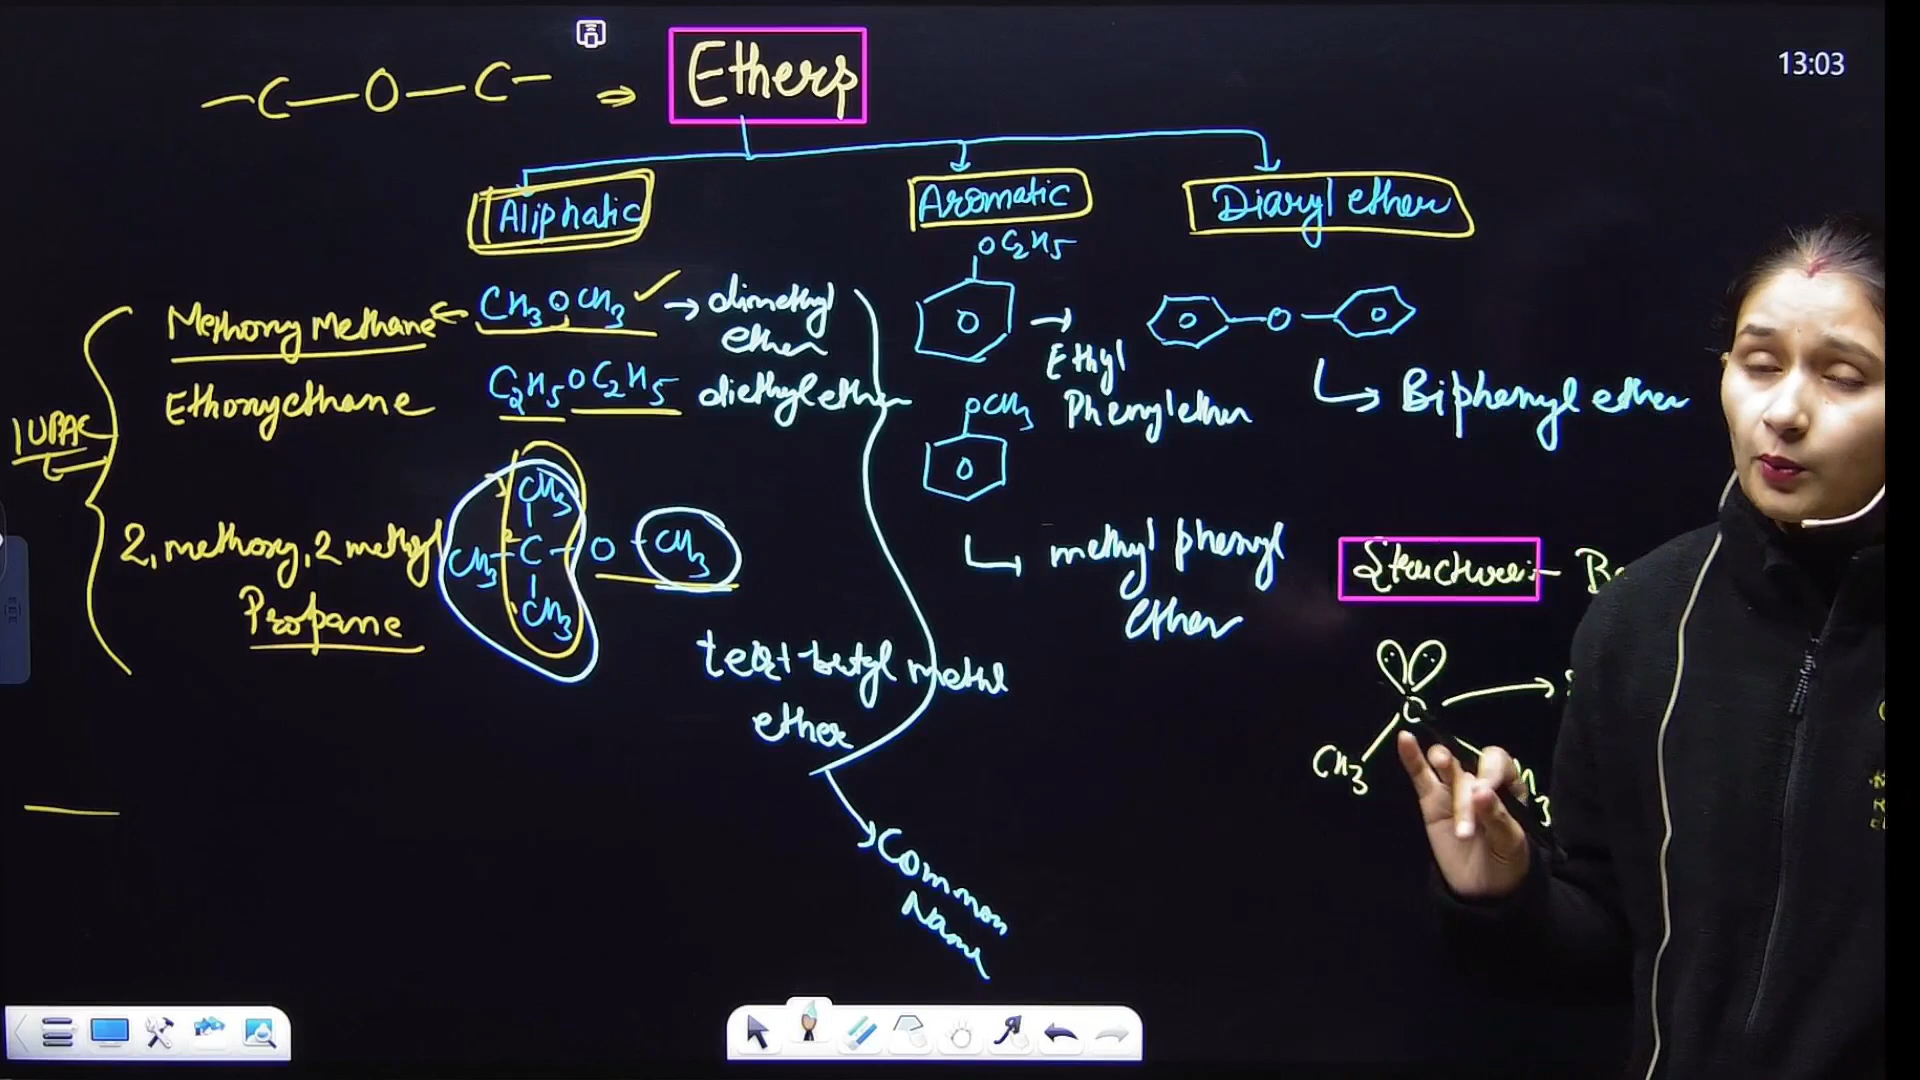 13:03
-C-O-C- ⇒ Ethers
Aliphatic
Aromatic
Diaryl ether
OC2H5
Methoxy Methane ← CH3OCH3 ✓ → dimethyl
ether
Ethoxyethane C2H5OC2H5 diethyl ether
→
Ethyl
Phenyl ether
O
Biphenyl ether
OCH3
methyl phenyl
ether
IUPAC
2, methoxy, 2 methyl
Propane
CH3
CH3-C-O-CH3
CH3
tert-butyl methl
ether
Common
Name
Structure:-
CH3